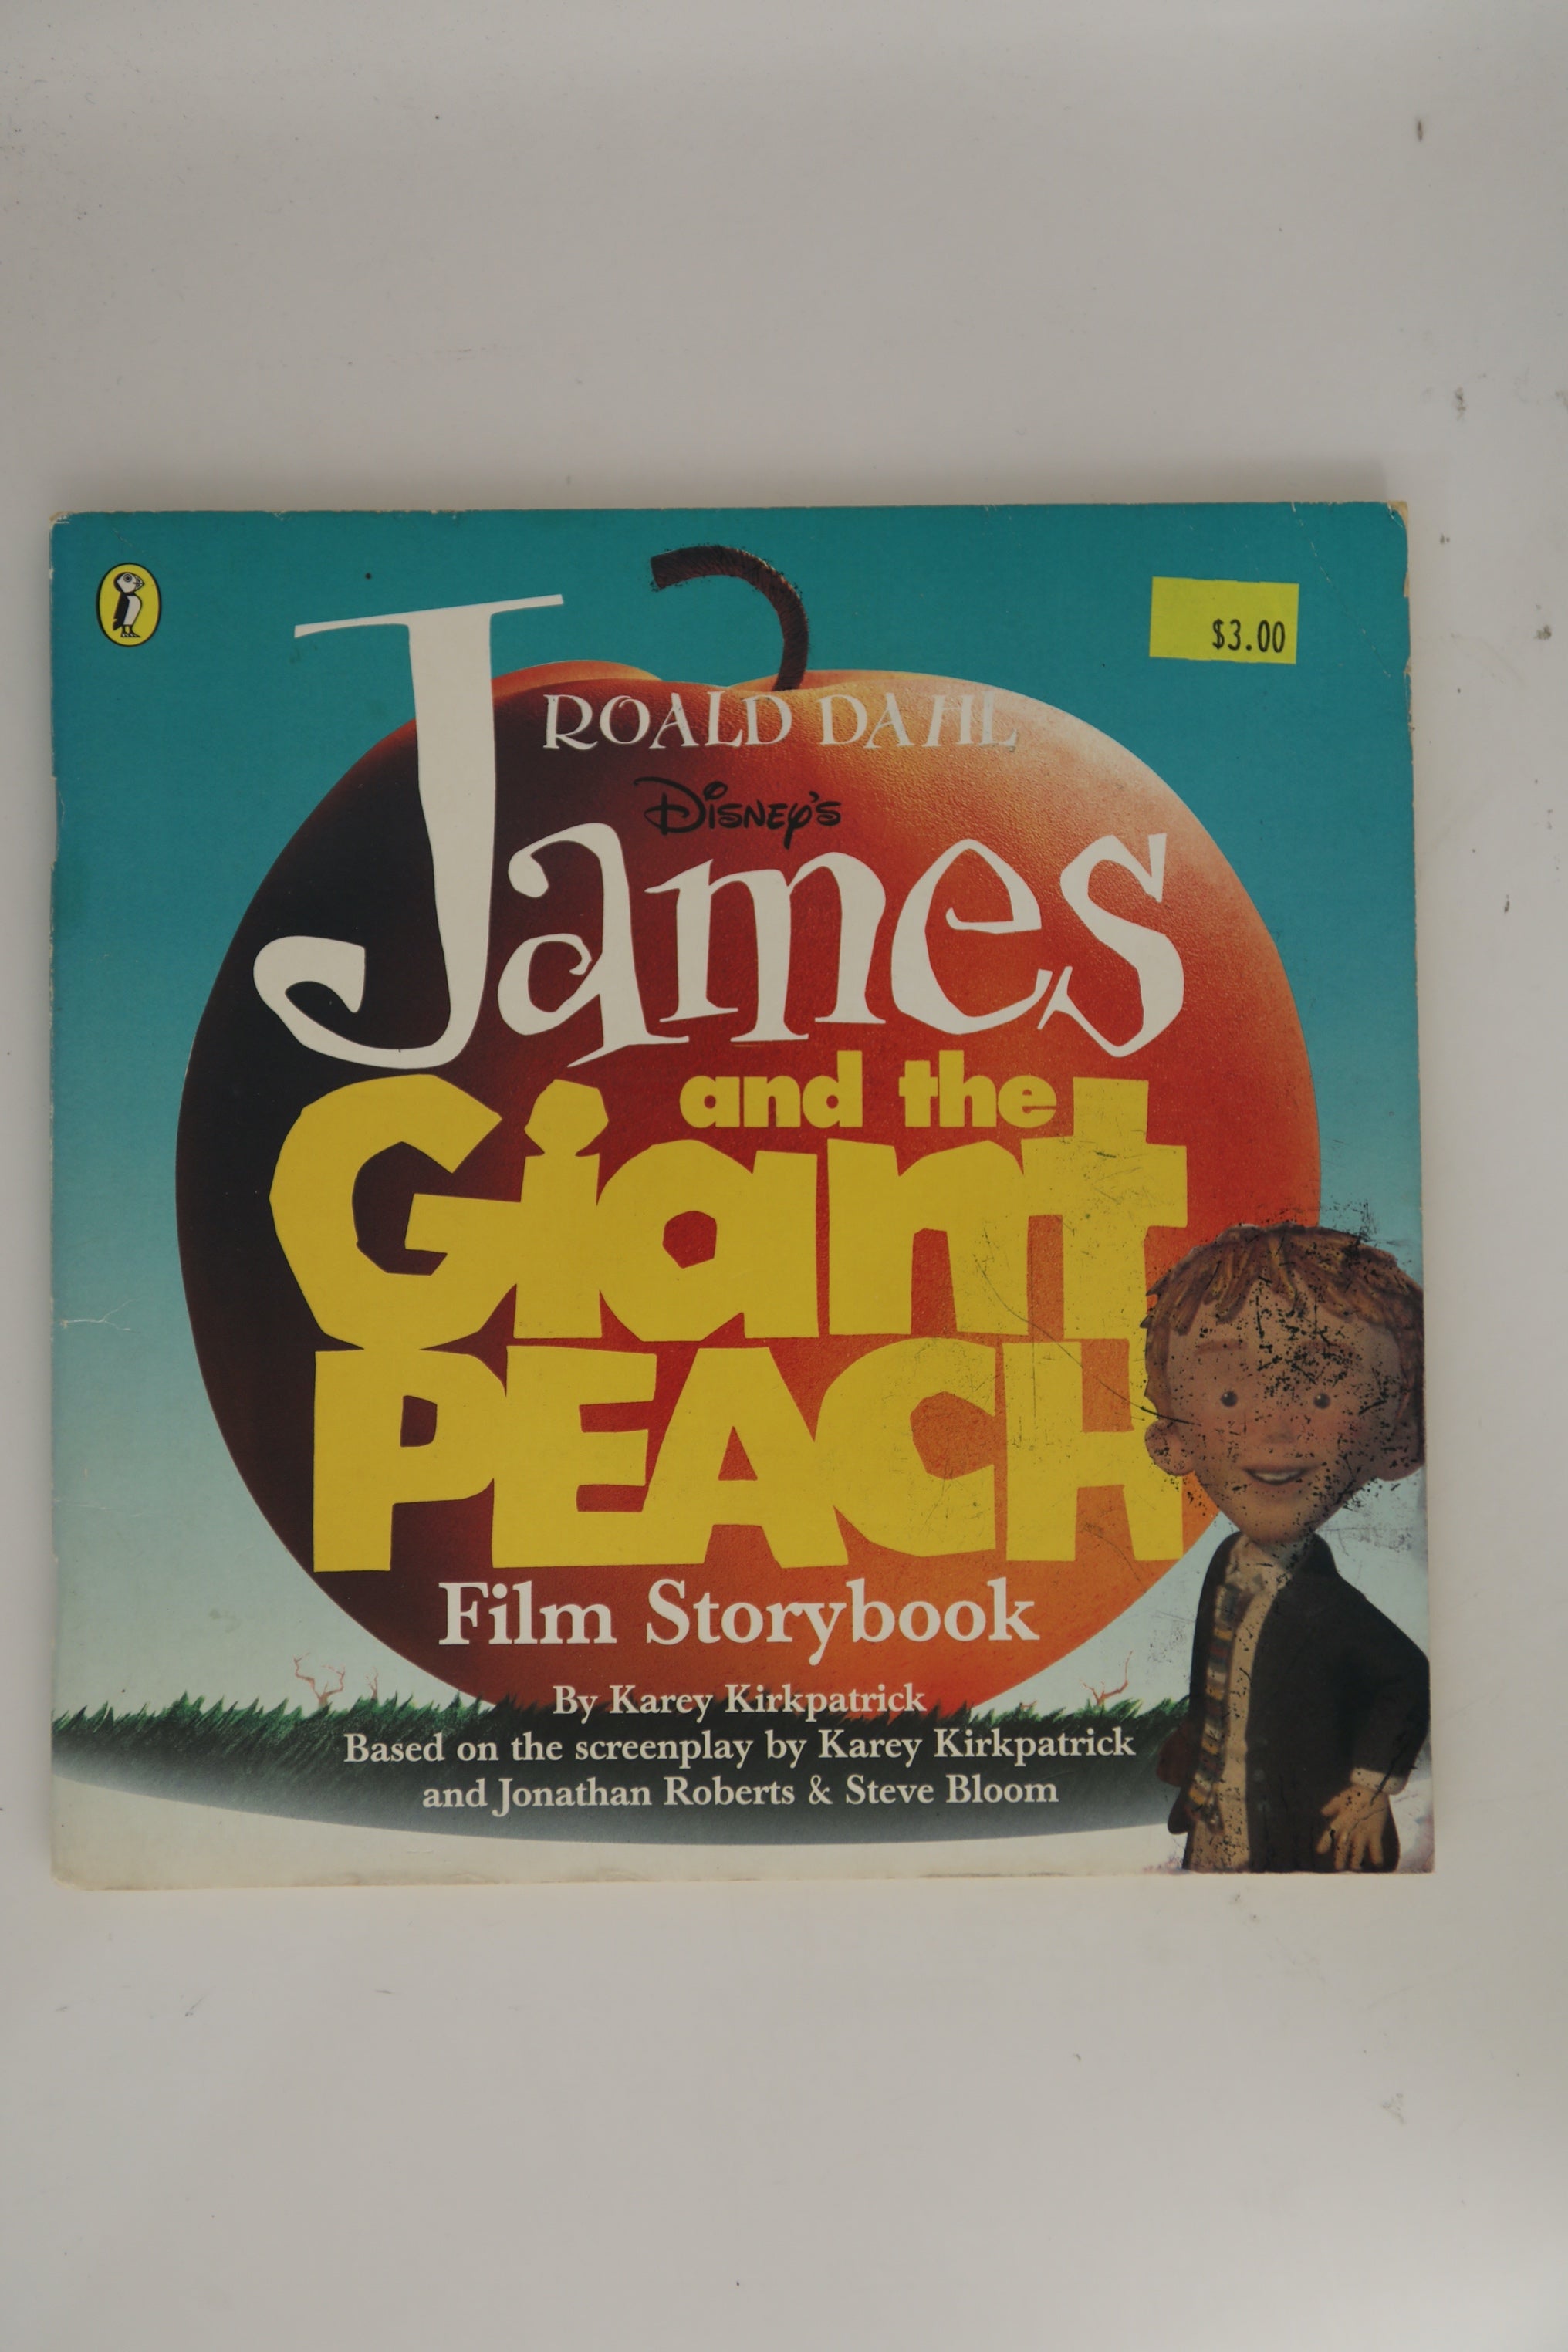 $3.00
ROALD DAHL
DISNEY'S
James
and the
Giant
PEACH
Film Storybook
By Karey Kirkpatrick
Based on the screenplay by Karey Kirkpatrick
and Jonathan Roberts & Steve Bloom